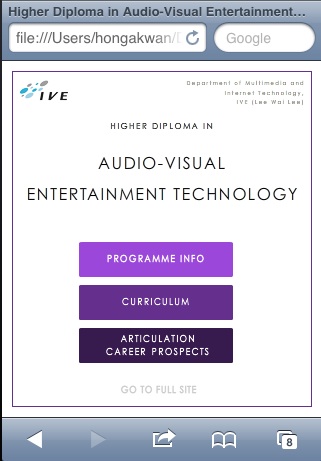 Higher Diploma in Audio-Visual Entertainment...
file:///Users/hongakwan/
Google
IVE
Department of Multimedia and
Internet Technology,
IVE (Lee Wai Lee)
HIGHER DIPLOMA IN
AUDIO-VISUAL
ENTERTAINMENT TECHNOLOGY
PROGRAMME INFO
CURRICULUM
ARTICULATION
CAREER PROSPECTS
GO TO FULL SITE
8